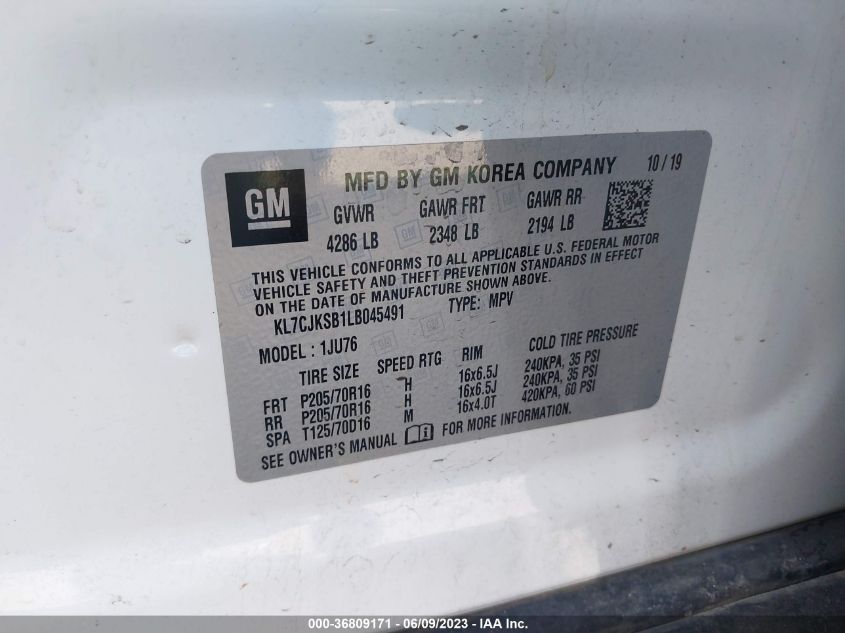 GM
MFD BY GM KOREA COMPANY 10/19
GVWR GAWR FRT GAWR RR
4286 LB 2348 LB 2194 LB
THIS VEHICLE CONFORMS TO ALL APPLICABLE U.S. FEDERAL MOTOR
VEHICLE SAFETY AND THEFT PREVENTION STANDARDS IN EFFECT
ON THE DATE OF MANUFACTURE SHOWN ABOVE.
KL7CJKSB1LB045491 TYPE: MPV
MODEL : 1JU76
TIRE SIZE SPEED RTG RIM COLD TIRE PRESSURE
FRT P205/70R16 H 16x6.5J 240KPA, 35 PSI
RR P205/70R16 H 16x6.5J 240KPA, 35 PSI
SPA T125/70D16 M 16x4.0T 420KPA, 60 PSI
SEE OWNER'S MANUAL FOR MORE INFORMATION.
000-36809171 - 06/09/2023 - IAA Inc.